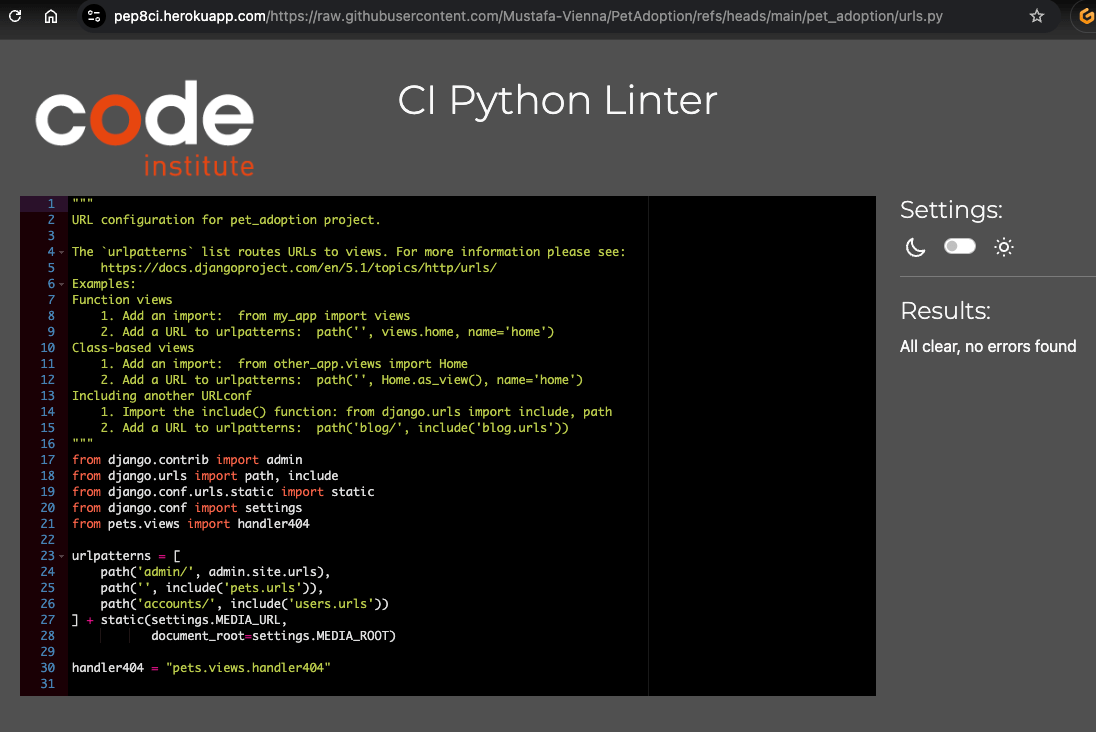 pep8ci.herokuapp.com/https://raw.githubusercontent.com/Mustafa-Vienna/PetAdoption/refs/heads/main/pet_adoption/urls.py
code
institute
CI Python Linter
1 """
2 URL configuration for pet_adoption project.
3
4 The `urlpatterns` list routes URLs to views. For more information please see:
5     https://docs.djangoproject.com/en/5.1/topics/http/urls/
6 Examples:
7 Function views
8     1. Add an import:  from my_app import views
9     2. Add a URL to urlpatterns:  path('', views.home, name='home')
10 Class-based views
11     1. Add an import:  from other_app.views import Home
12     2. Add a URL to urlpatterns:  path('', Home.as_view(), name='home')
13 Including another URLconf
14     1. Import the include() function: from django.urls import include, path
15     2. Add a URL to urlpatterns:  path('blog/', include('blog.urls'))
16 """
17 from django.contrib import admin
18 from django.urls import path, include
19 from django.conf.urls.static import static
20 from django.conf import settings
21 from pets.views import handler404
22
23 urlpatterns = [
24     path('admin/', admin.site.urls),
25     path('', include('pets.urls')),
26     path('accounts/', include('users.urls'))
27 ] + static(settings.MEDIA_URL,
28            document_root=settings.MEDIA_ROOT)
29
30 handler404 = "pets.views.handler404"
31
Settings:
Results:
All clear, no errors found